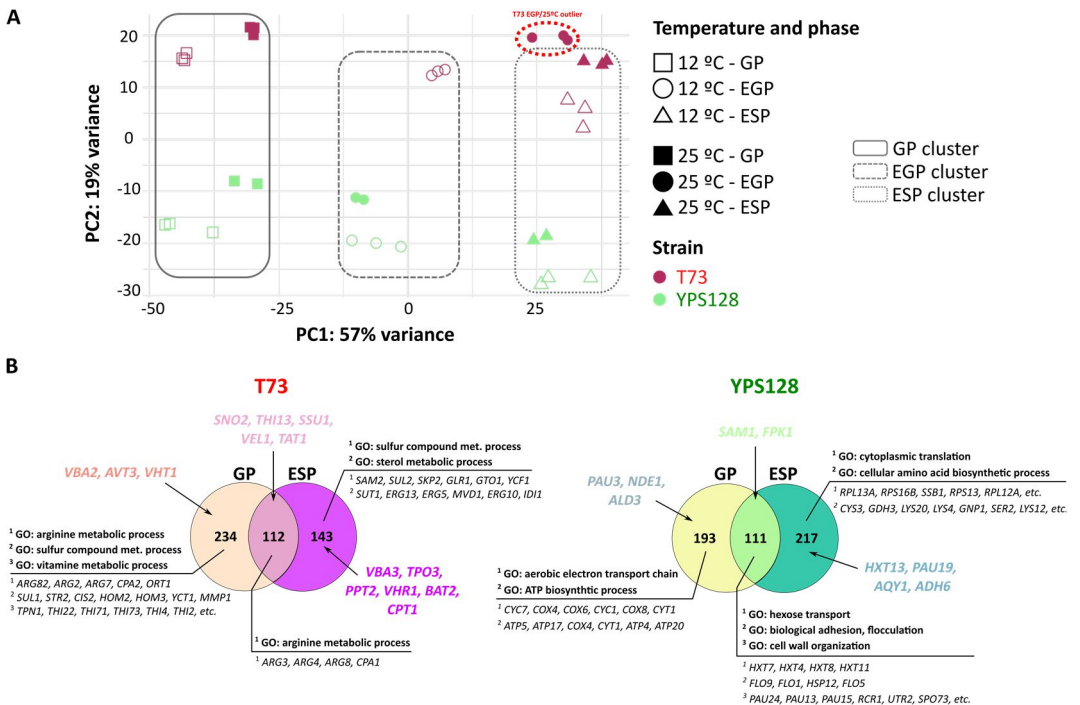 A
T73 EGP/25ºC outlier
20
10
0
-10
-20
-30
PC2: 19% variance
-50
-25
0
25
PC1: 57% variance
Temperature and phase
12 ºC - GP
12 ºC - EGP
12 ºC - ESP
25 ºC - GP
25 ºC - EGP
25 ºC - ESP
GP cluster
EGP cluster
ESP cluster
Strain
T73
YPS128
B
T73
SNO2, THI13, SSU1,
VEL1, TAT1
VBA2, AVT3, VHT1
GP
ESP
234
112
143
1 GO: sulfur compound met. process
2 GO: sterol metabolic process
1 SAM2, SUL2, SKP2, GLR1, GTO1, YCF1
2 SUT1, ERG13, ERG5, MVD1, ERG10, IDI1
1 GO: arginine metabolic process
2 GO: sulfur compound met. process
3 GO: vitamine metabolic process
1 ARG82, ARG2, ARG7, CPA2, ORT1
2 SUL1, STR2, CIS2, HOM2, HOM3, YCT1, MMP1
3 TPN1, THI22, THI71, THI73, THI4, THI2, etc.
VBA3, TPO3,
PPT2, VHR1, BAT2,
CPT1
1 GO: arginine metabolic process
1 ARG3, ARG4, ARG8, CPA1
YPS128
SAM1, FPK1
PAU3, NDE1,
ALD3
GP
ESP
193
111
217
1 GO: cytoplasmic translation
2 GO: cellular amino acid biosynthetic process
1 RPL13A, RPS16B, SSB1, RPS13, RPL12A, etc.
2 CYS3, GDH3, LYS20, LYS4, GNP1, SER2, LYS12, etc.
HXT13, PAU19,
AQY1, ADH6
1 GO: aerobic electron transport chain
2 GO: ATP biosynthtic process
1 CYC7, COX4, COX6, CYC1, COX8, CYT1
2 ATP5, ATP17, COX4, CYT1, ATP4, ATP20
1 GO: hexose transport
2 GO: biological adhesion, flocculation
3 GO: cell wall organization
1 HXT7, HXT4, HXT8, HXT11
2 FLO9, FLO1, HSP12, FLO5
3 PAU24, PAU13, PAU15, RCR1, UTR2, SPO73, etc.